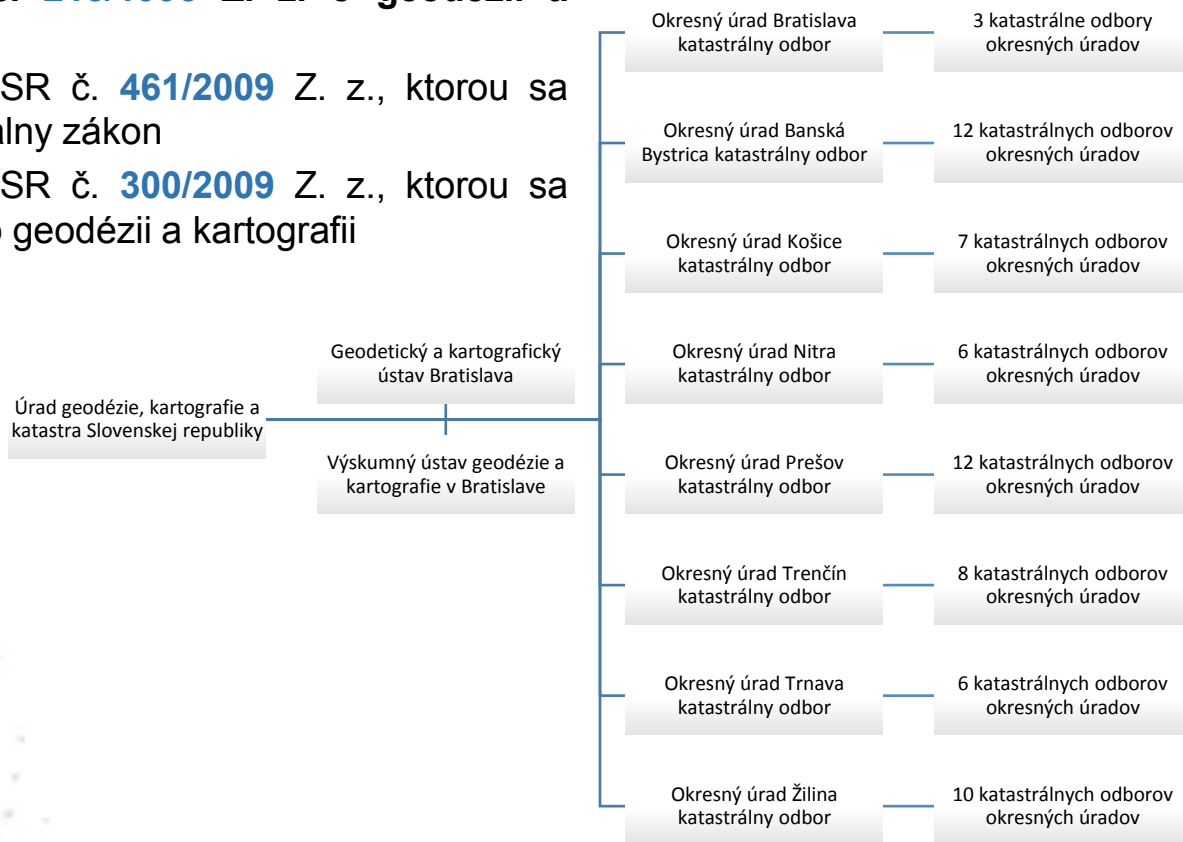 Z. z. o geodézii a
SR č. 461/2009 Z. z., ktorou sa
zákon
SR č. 300/2009 Z. z., ktorou sa
geodézii a kartografii
Úrad geodézie, kartografie a
katastra Slovenskej republiky
Geodetický a kartografický
ústav Bratislava
Výskumný ústav geodézie a
kartografie v Bratislave
Okresný úrad Bratislava
katastrálny odbor
3 katastrálne odbory
okresných úradov
Okresný úrad Banská
Bystrica katastrálny odbor
12 katastrálnych odborov
okresných úradov
Okresný úrad Košice
katastrálny odbor
7 katastrálnych odborov
okresných úradov
Okresný úrad Nitra
katastrálny odbor
6 katastrálnych odborov
okresných úradov
Okresný úrad Prešov
katastrálny odbor
12 katastrálnych odborov
okresných úradov
Okresný úrad Trenčín
katastrálny odbor
8 katastrálnych odborov
okresných úradov
Okresný úrad Trnava
katastrálny odbor
6 katastrálnych odborov
okresných úradov
Okresný úrad Žilina
katastrálny odbor
10 katastrálnych odborov
okresných úradov